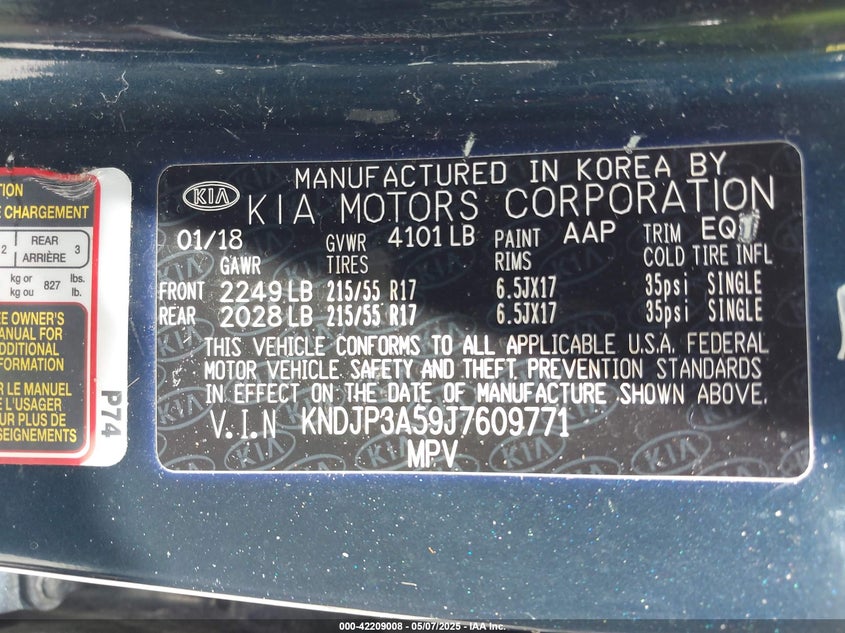 MANUFACTURED IN KOREA BY
KIA KIA MOTORS CORPORATION
01/18 GVWR 4101 LB PAINT AAP TRIM EQ
GAWR TIRES RIMS COLD TIRE INFL
FRONT 2249 LB 215/55 R17 6.5JX17 35psi SINGLE
REAR 2028 LB 215/55 R17 6.5JX17 35psi SINGLE
THIS VEHICLE CONFORMS TO ALL APPLICABLE U.S.A. FEDERAL
MOTOR VEHICLE SAFETY AND THEFT PREVENTION STANDARDS
IN EFFECT ON THE DATE OF MANUFACTURE SHOWN ABOVE.
V.I.N KNDJP3A59J7609771
MPV
CHARGEMENT
2 REAR ARRIÈRE 3
kg or lbs.
kg ou 827 lb.
OWNER'S
MANUAL FOR
ADDITIONAL
LE MANUEL
L'USAGER
PLUS DE
P74
000-42209008 - 05/07/2025 - IAA Inc.